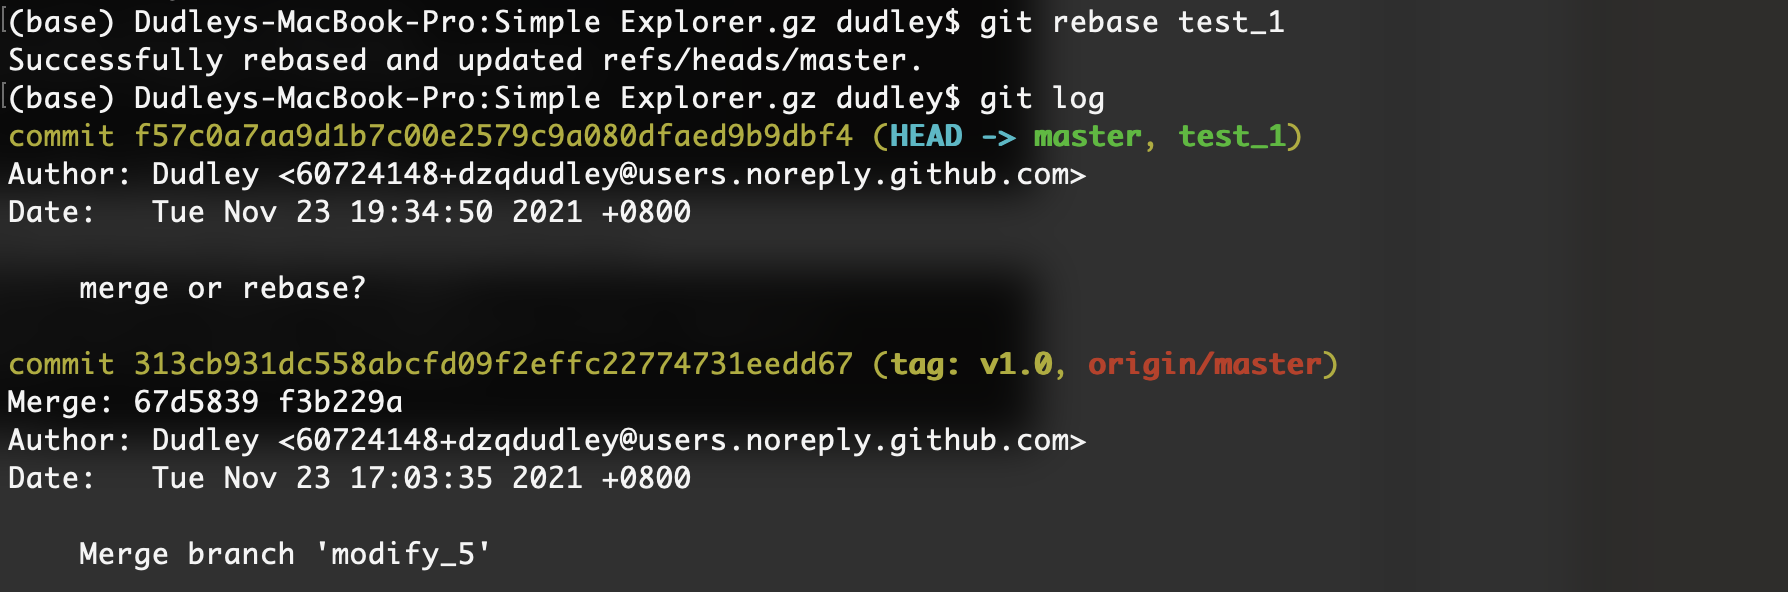 (base) Dudleys-MacBook-Pro:Simple Explorer.gz dudley$ git rebase test_1
Successfully rebased and updated refs/heads/master.
(base) Dudleys-MacBook-Pro:Simple Explorer.gz dudley$ git log
commit f57c0a7aa9d1b7c00e2579c9a080dfaed9b9dbf4 (HEAD -> master, test_1)
Author: Dudley <60724148+dzqdudley@users.noreply.github.com>
Date:   Tue Nov 23 19:34:50 2021 +0800
    merge or rebase?
commit 313cb931dc558abcfd09f2effc22774731eedd67 (tag: v1.0, origin/master)
Merge: 67d5839 f3b229a
Author: Dudley <60724148+dzqdudley@users.noreply.github.com>
Date:   Tue Nov 23 17:03:35 2021 +0800
    Merge branch 'modify_5'